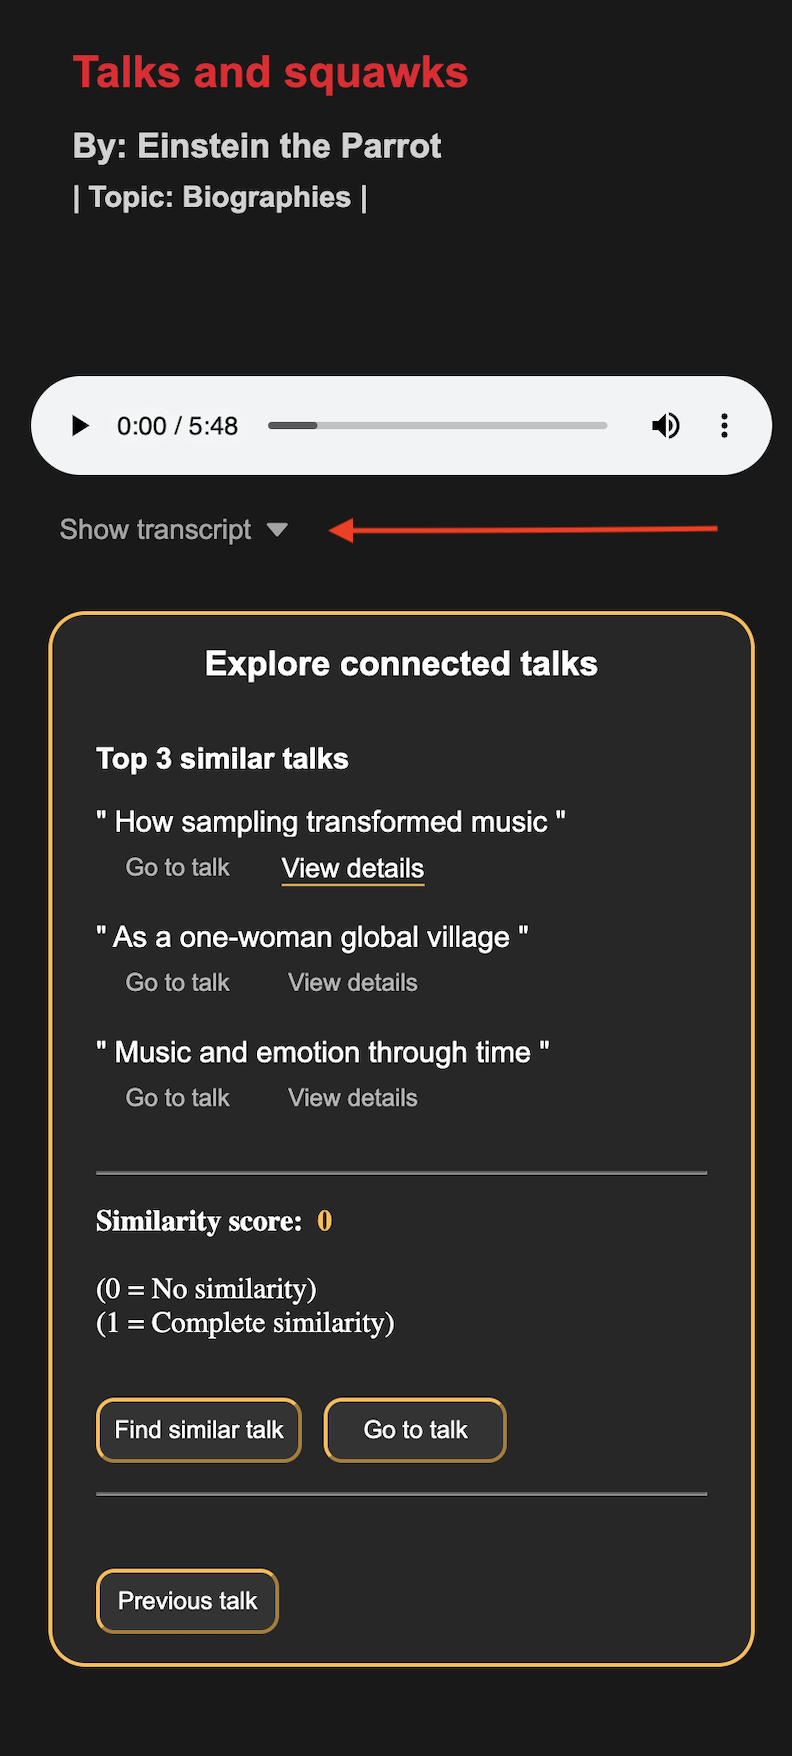 Talks and squawks
By: Einstein the Parrot
| Topic: Biographies |
0:00 / 5:48
Show transcript
Explore connected talks
Top 3 similar talks
" How sampling transformed music "
Go to talk View details
" As a one-woman global village "
Go to talk View details
" Music and emotion through time "
Go to talk View details
Similarity score: 0
(0 = No similarity)
(1 = Complete similarity)
Find similar talk Go to talk
Previous talk